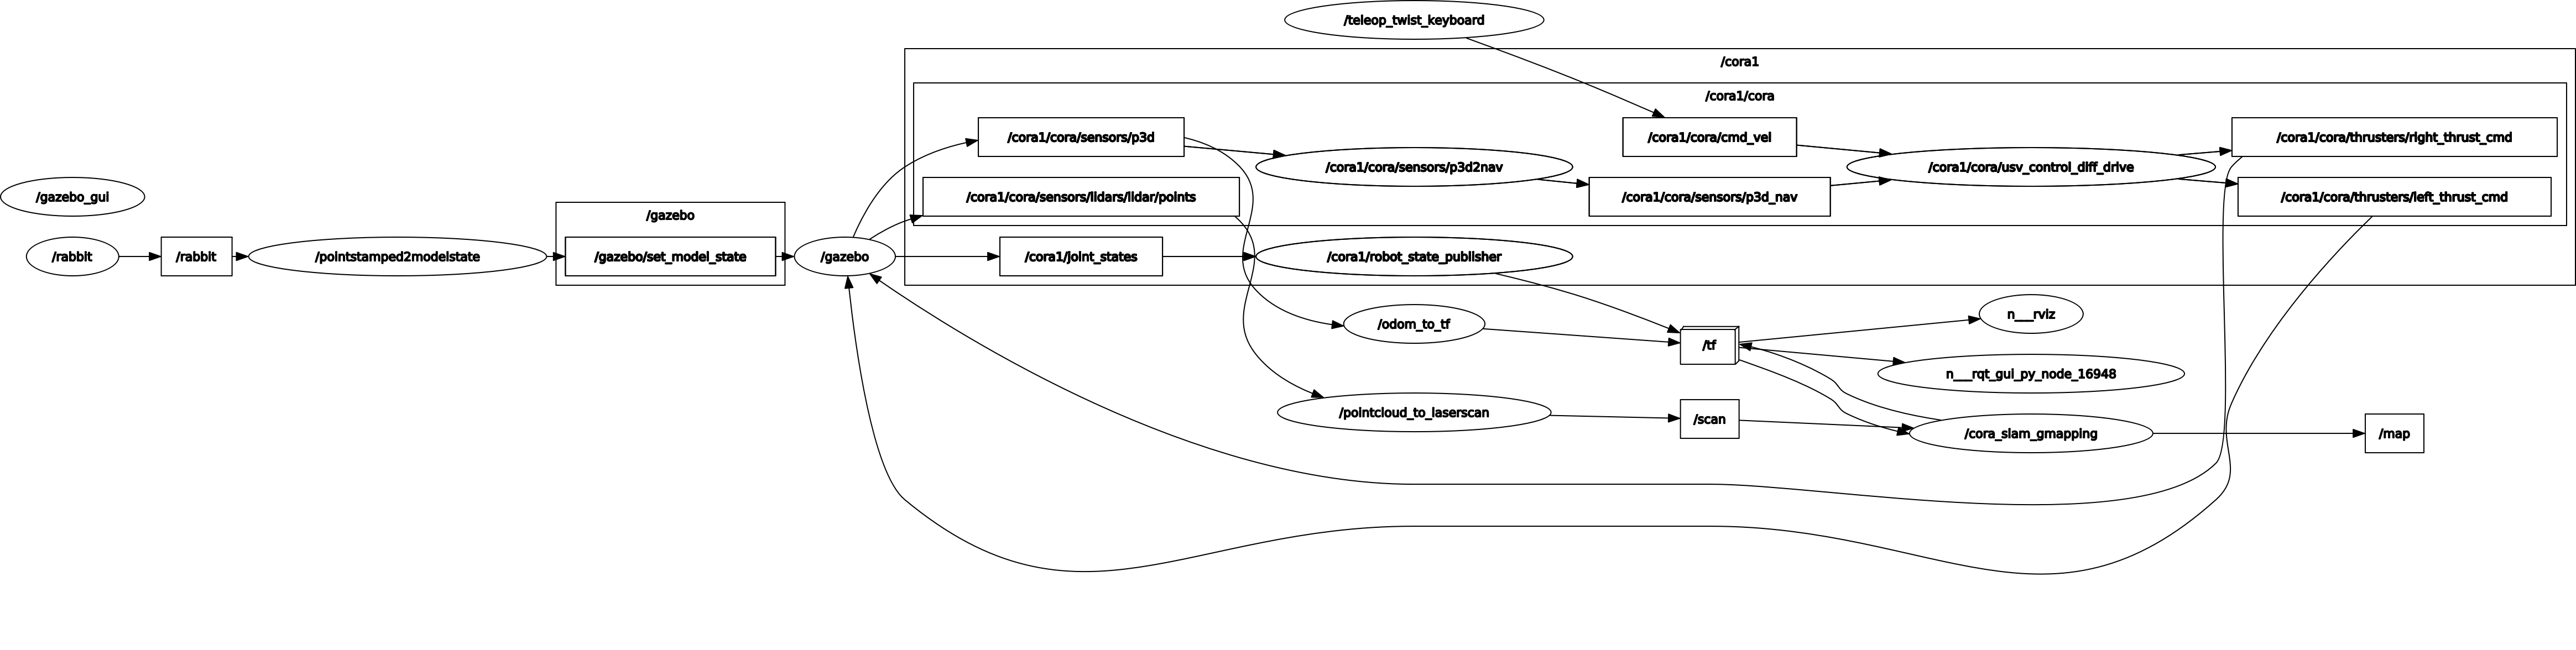 /teleop_twist_keyboard
/cora1
/cora1/cora
/cora1/cora/sensors/p3d
/cora1/cora/cmd_vel
/cora1/cora/thrusters/right_thrust_cmd
/cora1/cora/sensors/p3d2nav
/cora1/cora/usv_control_diff_drive
/gazebo_gui
/cora1/cora/sensors/lidars/lidar/points
/cora1/cora/sensors/p3d_nav
/cora1/cora/thrusters/left_thrust_cmd
/gazebo
/rabbit
/rabbit
/pointstamped2modelstate
/gazebo/set_model_state
/gazebo
/cora1/joint_states
/cora1/robot_state_publisher
n___rviz
/odom_to_tf
/tf
n___rqt_gui_py_node_16948
/pointcloud_to_laserscan
/scan
/cora_slam_gmapping
/map